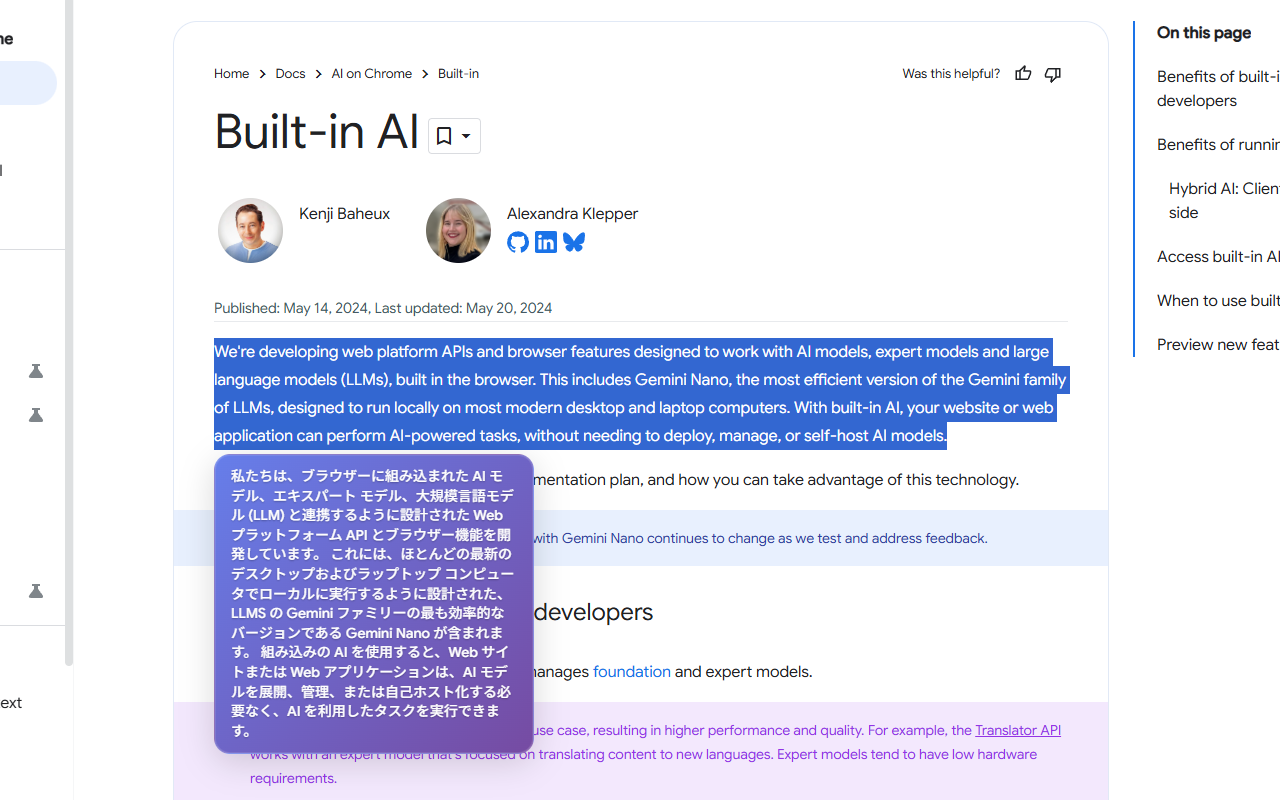 Home > Docs > AI on Chrome > Built-in
Was this helpful?
Built-in AI
Kenji Baheux
Alexandra Klepper
Published: May 14, 2024, Last updated: May 20, 2024
We're developing web platform APIs and browser features designed to work with AI models, expert models and large
language models (LLMs), built in the browser. This includes Gemini Nano, the most efficient version of the Gemini family
of LLMs, designed to run locally on most modern desktop and laptop computers. With built-in AI, your website or web
application can perform AI-powered tasks, without needing to deploy, manage, or self-host AI models.
私たちは、ブラウザーに組み込まれた AI モ
デル、エキスパート モデル、大規模言語モデ
ル (LLM) と連携するように設計された Web
プラットフォーム API とブラウザー機能を開
発しています。 これには、ほとんどの最新の
デスクトップおよびラップトップ コンピュー
タでローカルに実行するように設計された、
LLMS の Gemini ファミリーの最も効率的な
バージョンである Gemini Nano が含まれま
す。 組み込みの AI を使用すると、Web サイ
トまたは Web アプリケーションは、AI モデ
ルを展開、管理、または自己ホスト化する必
要なく、AI を利用したタスクを実行できま
す。
plan, and how you can take advantage of this technology.
with Gemini Nano continues to change as we test and address feedback.
developers
manages foundation and expert models.
use case, resulting in higher performance and quality. For example, the Translator API
works with an expert model that's focused on translating content to new languages. Expert models tend to have low hardware
requirements.
On this page
Benefits of
developers
Benefits of
Hybrid AI:
side
Access built-in AI
When to use
Preview new